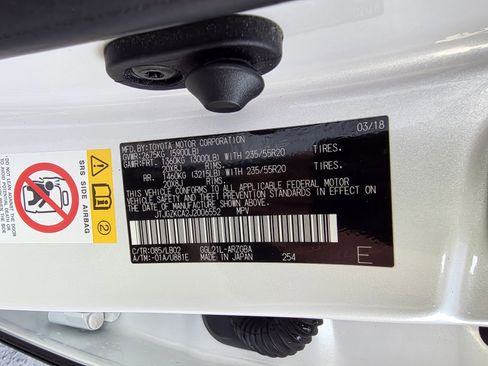 03/18
MFD.BY:TOYOTA MOTOR CORPORATION
GVWR:2675KG (5900LB)
GAWR:FRT. 1360KG (3000LB) WITH 235/55R20 TIRES.
20X8J RIMS.
RR. 1460KG (3215LB) WITH 235/55R20 TIRES.
20X8J RIMS.
THIS VEHICLE CONFORMS TO ALL APPLICABLE FEDERAL MOTOR
VEHICLE SAFETY AND THEFT PREVENTION STANDARDS IN EFFECT ON
THE DATE OF MANUFACTURE SHOWN ABOVE.
JTJGZKCA2J2006552 MPV
C/TR:085/LB02 GGL21L-ARZGBA
A/TM:-01A/U881E MADE IN JAPAN 254
E
SRS SIDE AIRBAG
2